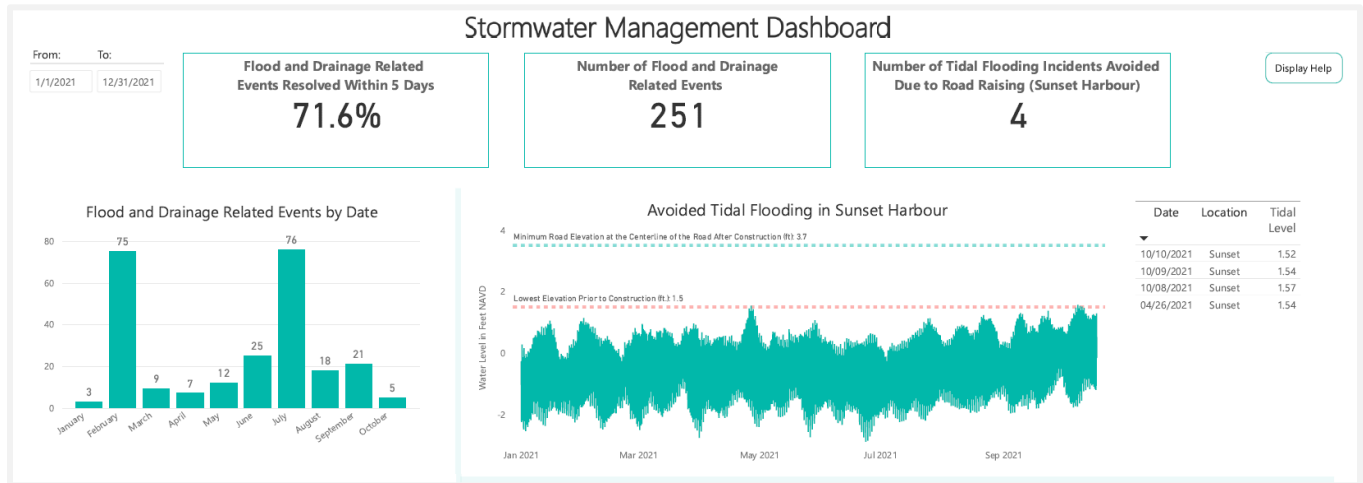 Stormwater Management Dashboard
From: To:
1/1/2021 12/31/2021
Flood and Drainage Related
Events Resolved Within 5 Days
71.6%
Number of Flood and Drainage
Related Events
251
Number of Tidal Flooding Incidents Avoided
Due to Road Raising (Sunset Harbour)
4
Display Help
Flood and Drainage Related Events by Date
80
60
40
20
0
3
75
9
7
12
25
76
18
21
5
January
February
March
April
May
June
July
August
September
October
Avoided Tidal Flooding in Sunset Harbour
Water Level in Feet NAVD
4
2
0
-2
Minimum Road Elevation at the Centerline of the Road After Construction (ft): 3.7
Lowest Elevation Prior to Construction (ft.): 1.5
Jan 2021
Mar 2021
May 2021
Jul 2021
Sep 2021
Date Location Tidal
Level
10/10/2021 Sunset 1.52
10/09/2021 Sunset 1.54
10/08/2021 Sunset 1.57
04/26/2021 Sunset 1.54